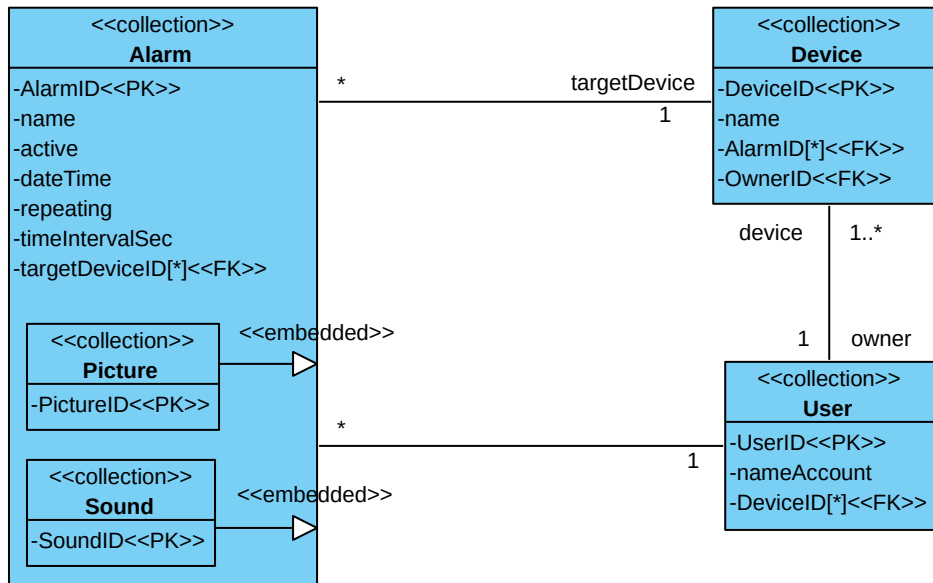 <<collection>>
Alarm
-AlarmID<<PK>>
-name
-active
-dateTime
-repeating
-timeIntervalSec
-targetDeviceID[*]<<FK>>
<<collection>>
Picture
-PictureID<<PK>>
<<embedded>>
<<collection>>
Sound
-SoundID<<PK>>
<<embedded>>
*
targetDevice
1
<<collection>>
Device
-DeviceID<<PK>>
-name
-AlarmID[*]<<FK>>
-OwnerID<<FK>>
device
1..*
1
owner
*
1
<<collection>>
User
-UserID<<PK>>
-nameAccount
-DeviceID[*]<<FK>>